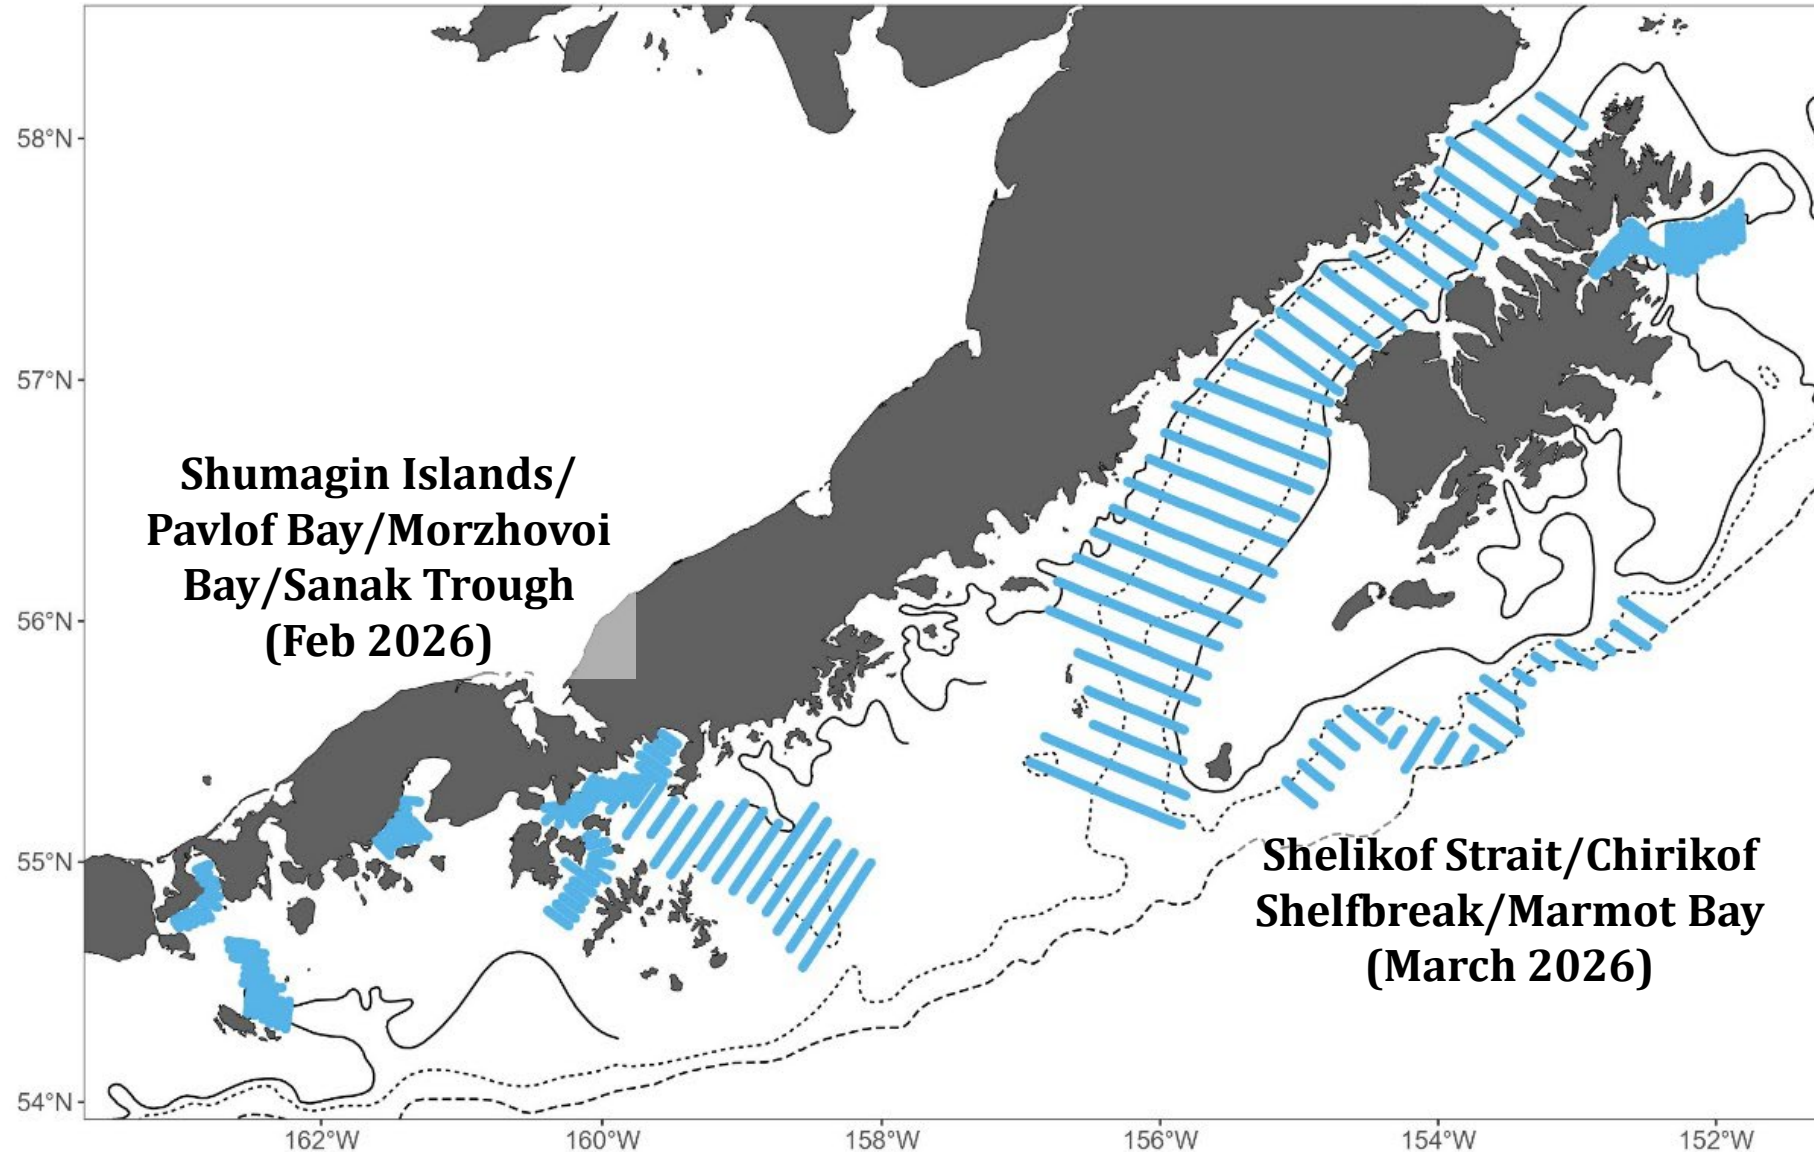 58°N
57°N
56°N
55°N
54°N
Shumagin Islands/
Pavlof Bay/Morzhovoi
Bay/Sanak Trough
(Feb 2026)
Shelikof Strait/Chirikof
Shelfbreak/Marmot Bay
(March 2026)
162°W
160°W
158°W
156°W
154°W
152°W